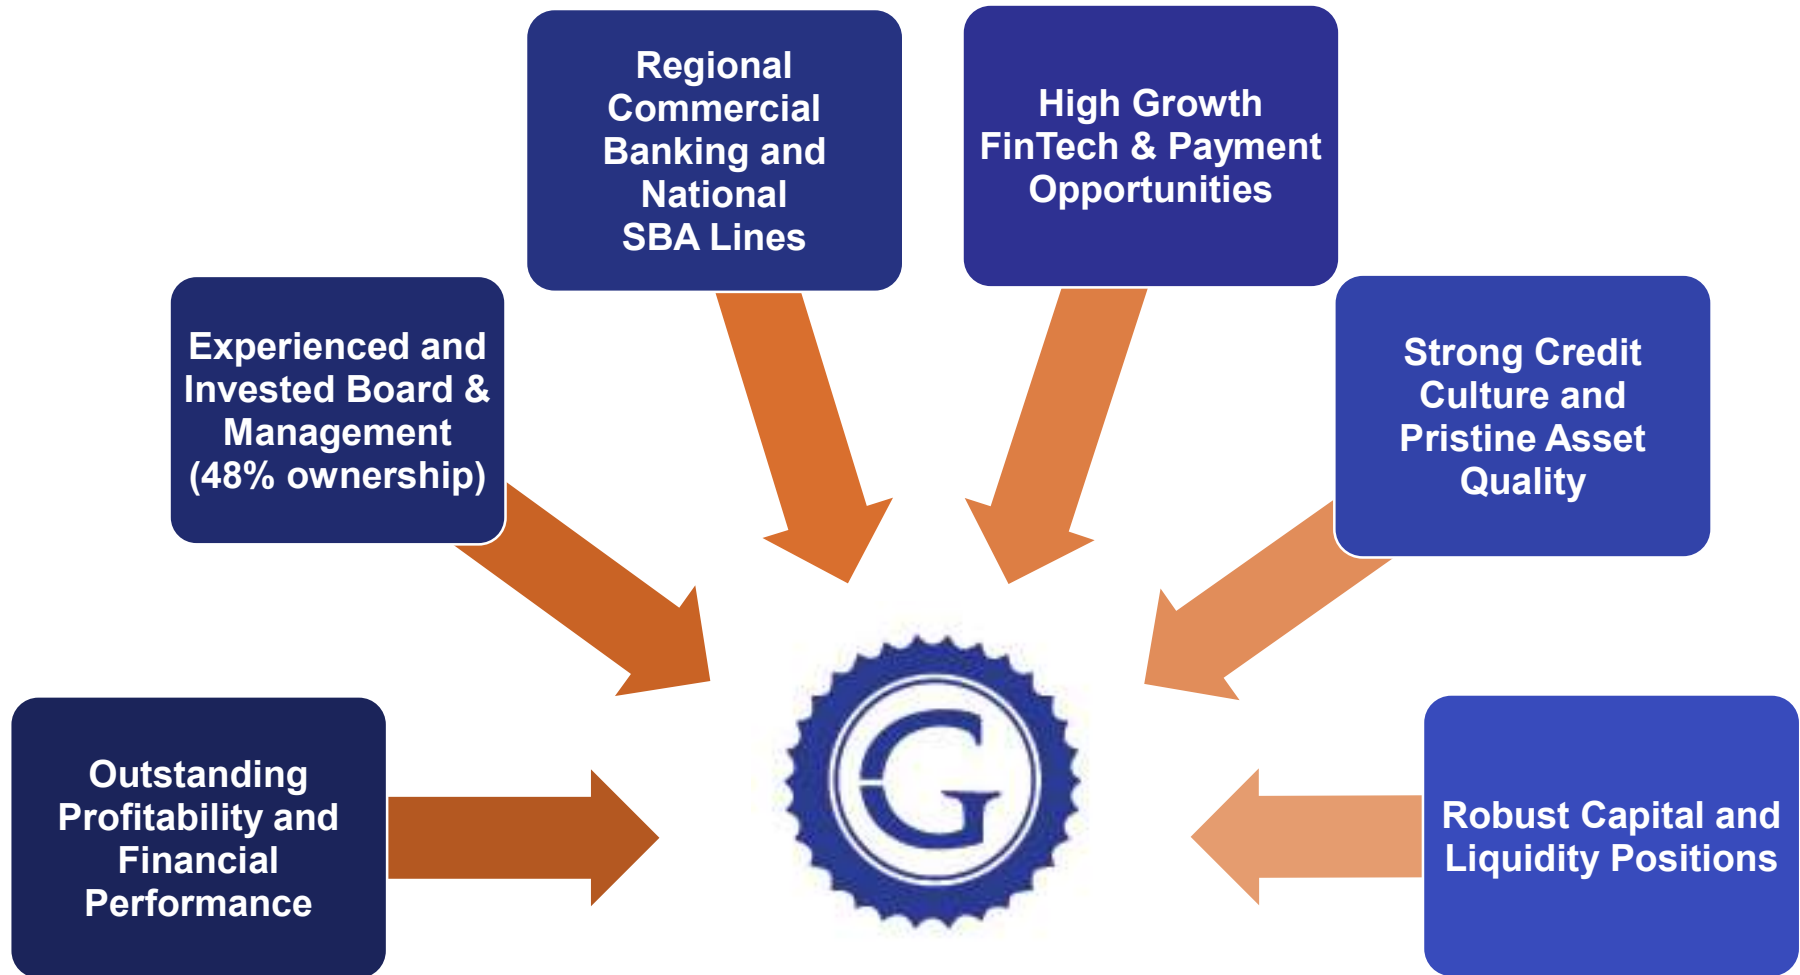 Regional
Commercial
Banking and
National
SBA Lines
High Growth
FinTech & Payment
Opportunities
Experienced and
Invested Board &
Management
(48% ownership)
Strong Credit
Culture and
Pristine Asset
Quality
Outstanding
Profitability and
Financial
Performance
G
Robust Capital and
Liquidity Positions